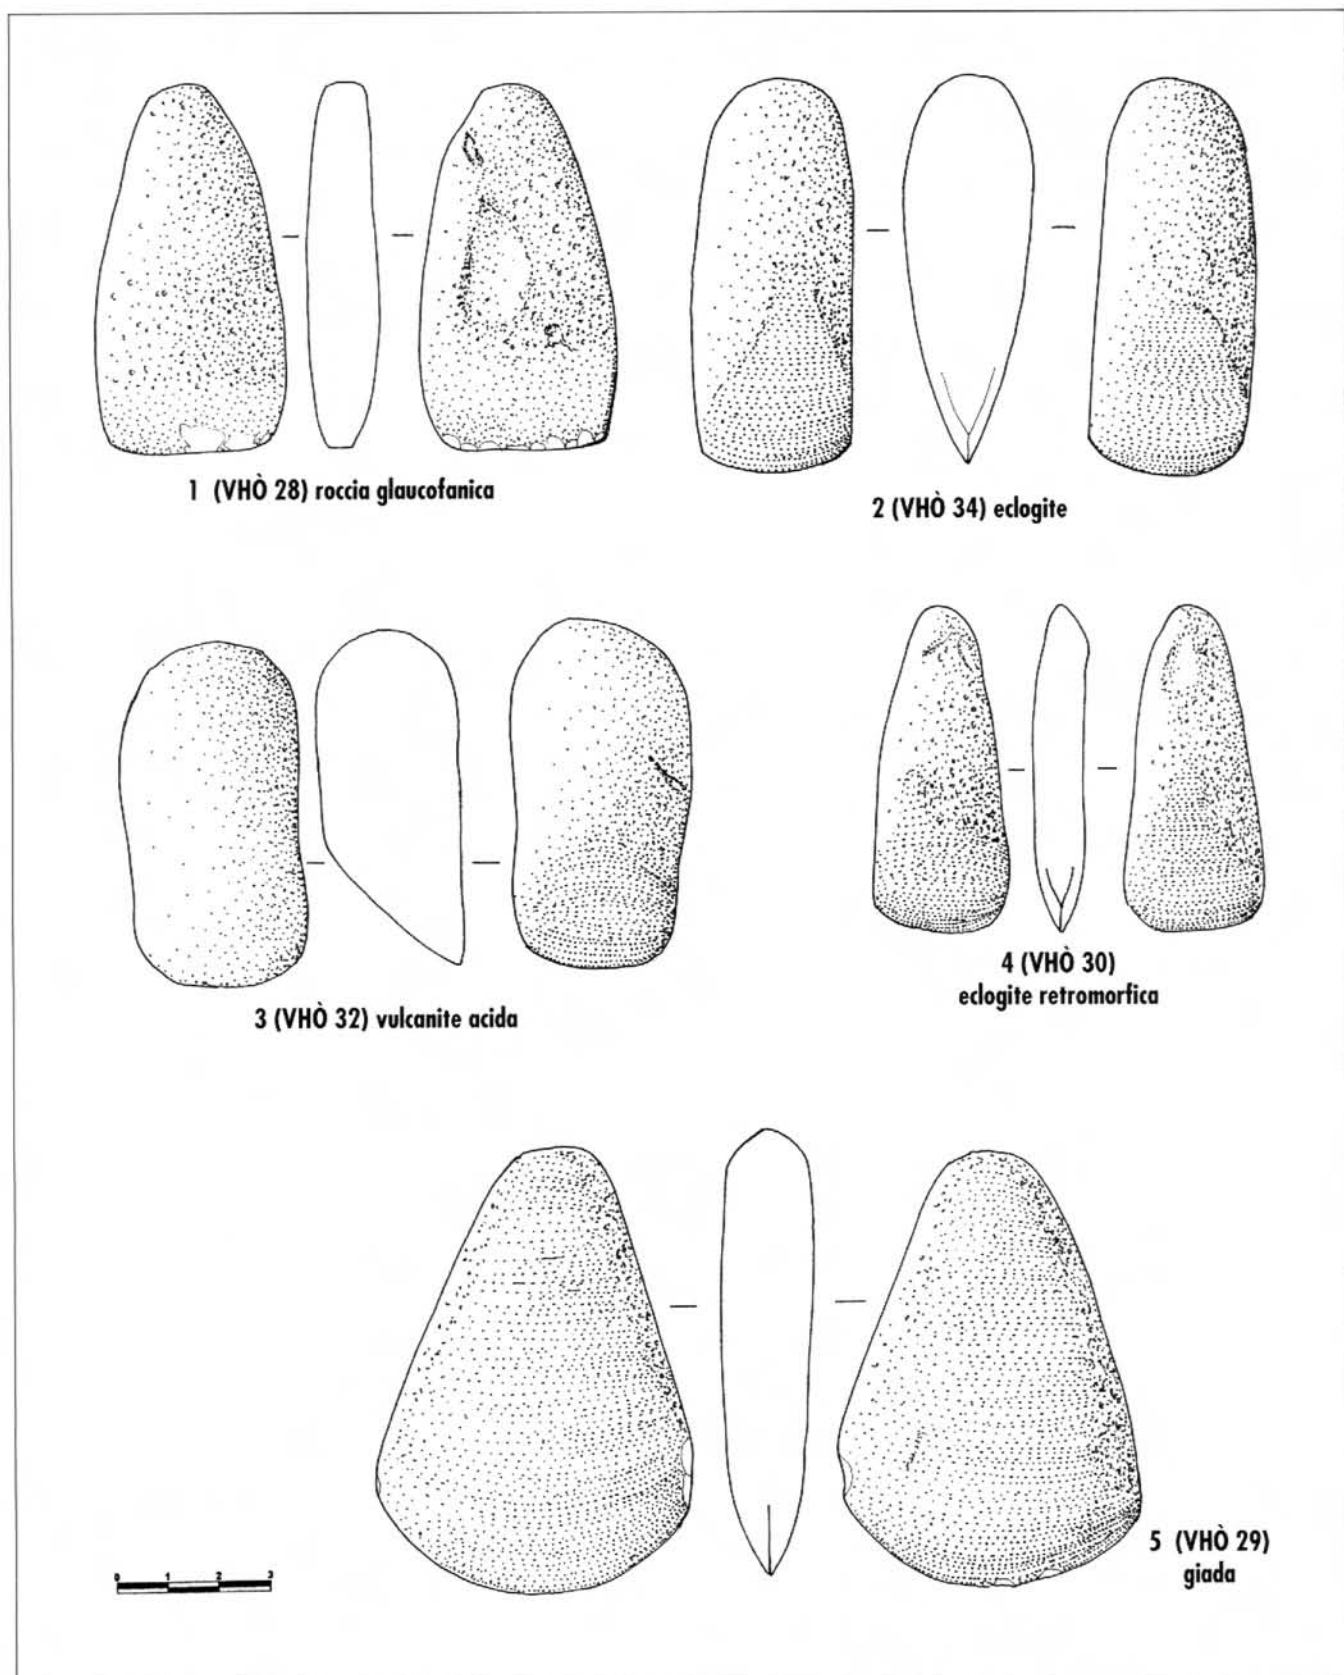 1 (VHÒ 28) roccia glaucofanica
2 (VHÒ 34) eclogite
3 (VHÒ 32) vulcanite acida
4 (VHÒ 30)
eclogite retromorfica
5 (VHÒ 29)
giada
0 1 2 3